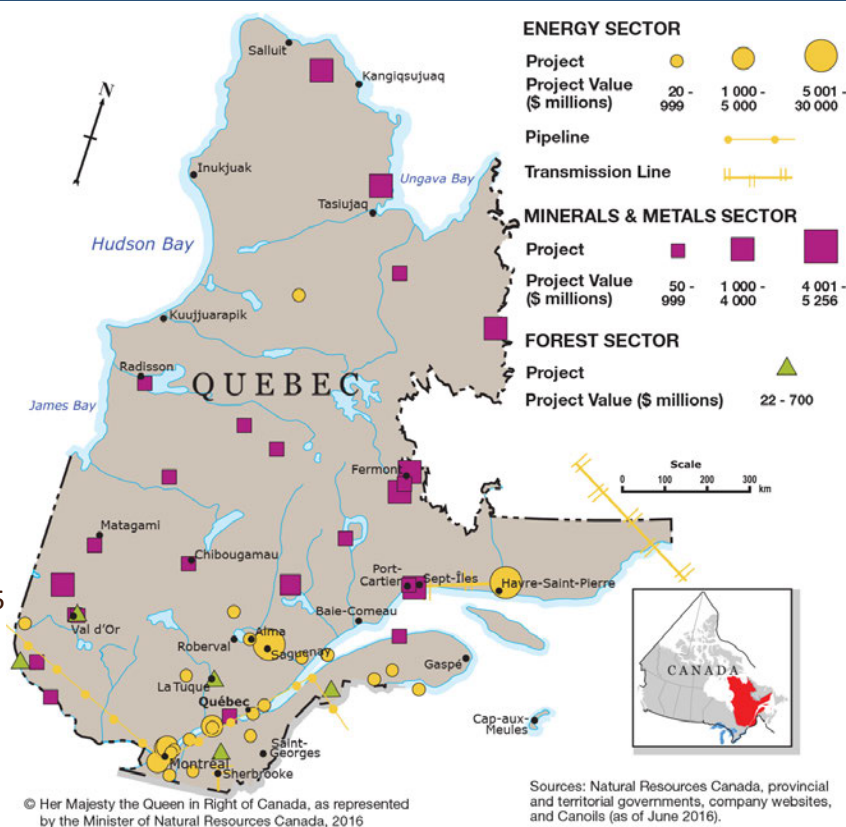 ENERGY SECTOR
Project
Project Value
($ millions)
20 -
999
1 000 -
5 000
5 001 -
30 000
Pipeline
Transmission Line
MINERALS & METALS SECTOR
Project
Project Value
($ millions)
50 -
999
1 000 -
4 000
4 001 -
5 256
FOREST SECTOR
Project
Project Value ($ millions)
22 - 700
Scale
0 100 200 300
km
N
Salluit
Kangiqsujuaq
Inukjuak
Ungava Bay
Tasiujaq
Hudson Bay
Kuujjuarapik
Radisson
QUEBEC
James Bay
Fermont
Matagami
Chibougamau
Port-
Cartier
Sept-Îles
Havre-Saint-Pierre
5
Val d'Or
Baie-Comeau
Roberval
Alma
Saguenay
Gaspé
La Tuque
Québec
Cap-aux-
Meules
Saint-
Georges
Montréal
Sherbrooke
CANADA
© Her Majesty the Queen in Right of Canada, as represented
by the Minister of Natural Resources Canada, 2016
Sources: Natural Resources Canada, provincial
and territorial governments, company websites,
and Canoils (as of June 2016).